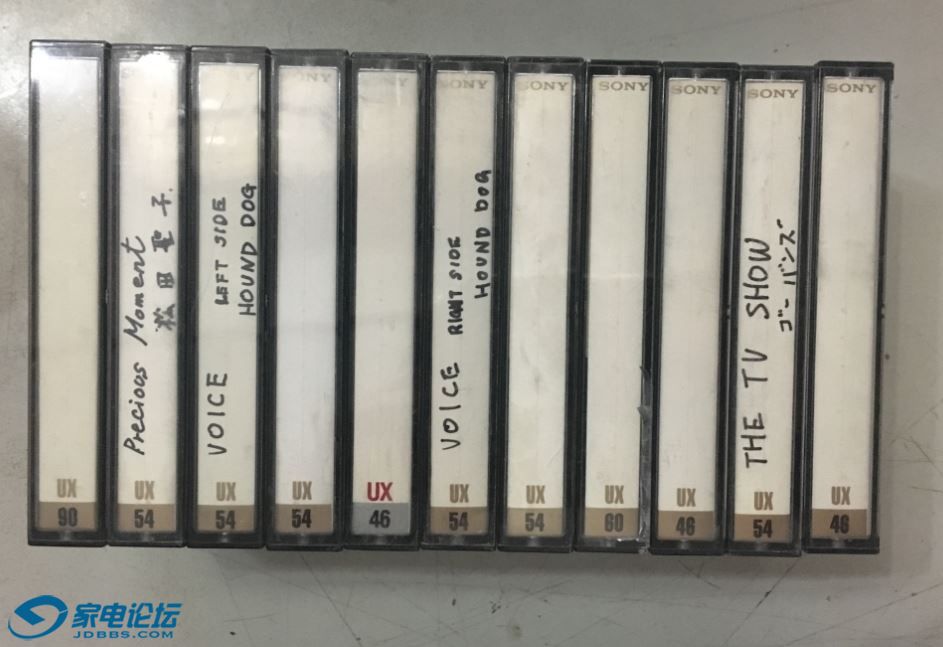 UX
90
SONY
Precious Moment
松田聖子
UX
54
SONY
VOICE LEFT SIDE
HOUND DOG
UX
54
SONY
UX
54
SONY
UX
46
SONY
VOICE RIGHT SIDE
HOUND DOG
UX
54
SONY
UX
54
SONY
UX
60
SONY
UX
46
SONY
THE TV SHOW
ゴーバンズ
UX
54
SONY
UX
46
家电论坛
JDBBS.COM